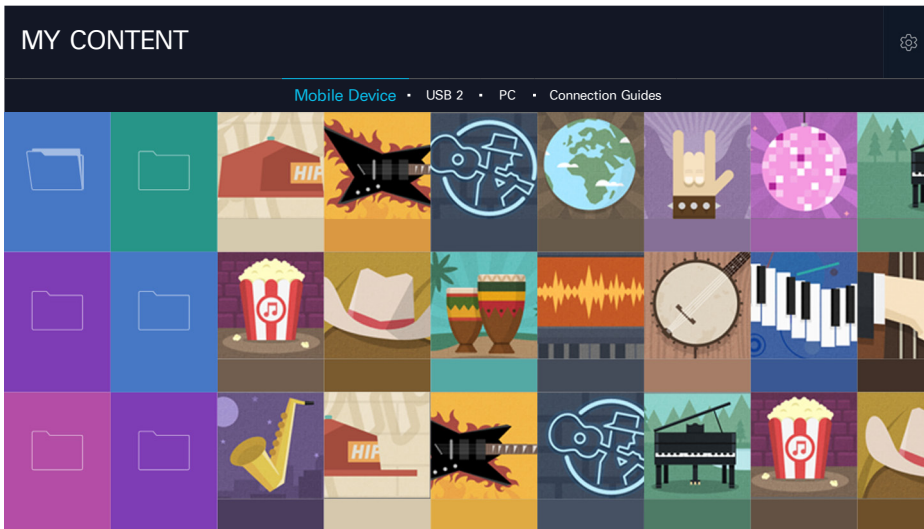 MY CONTENT
Mobile Device • USB 2 • PC • Connection Guides
HIP
HIP